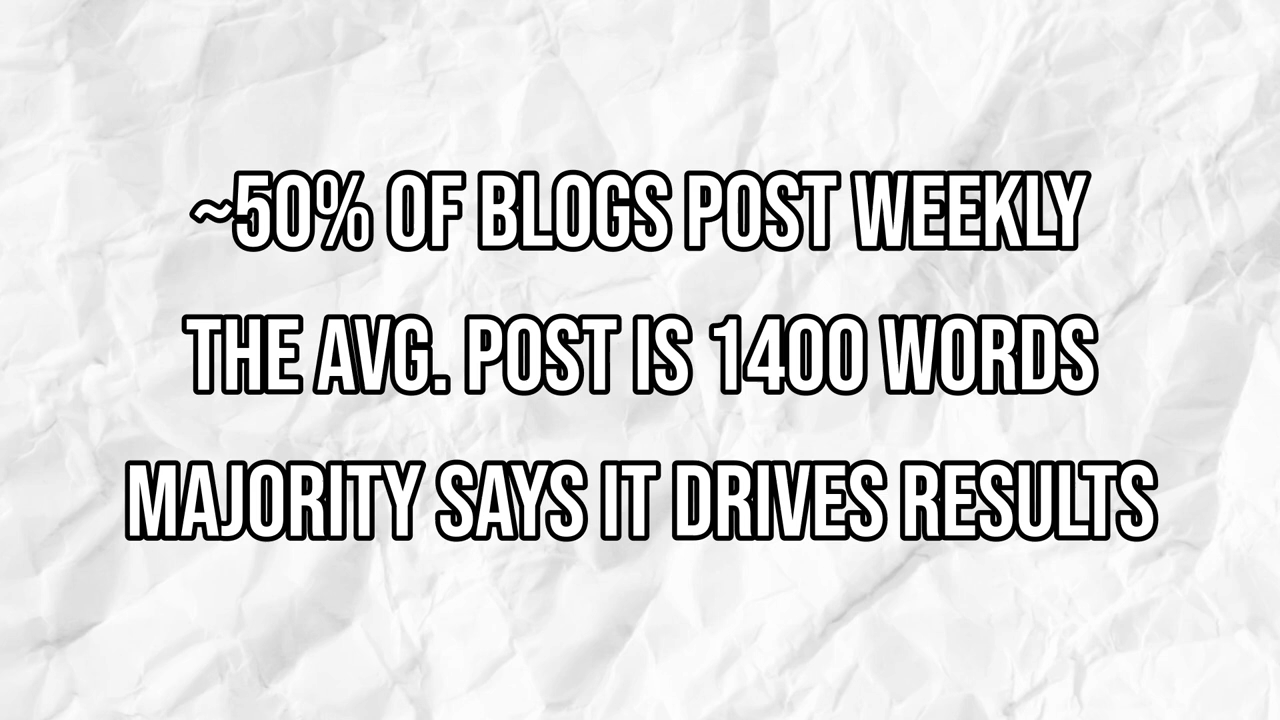 ~50% OF BLOGS POST WEEKLY
THE AVG. POST IS 1400 WORDS
MAJORITY SAYS IT DRIVES RESULTS